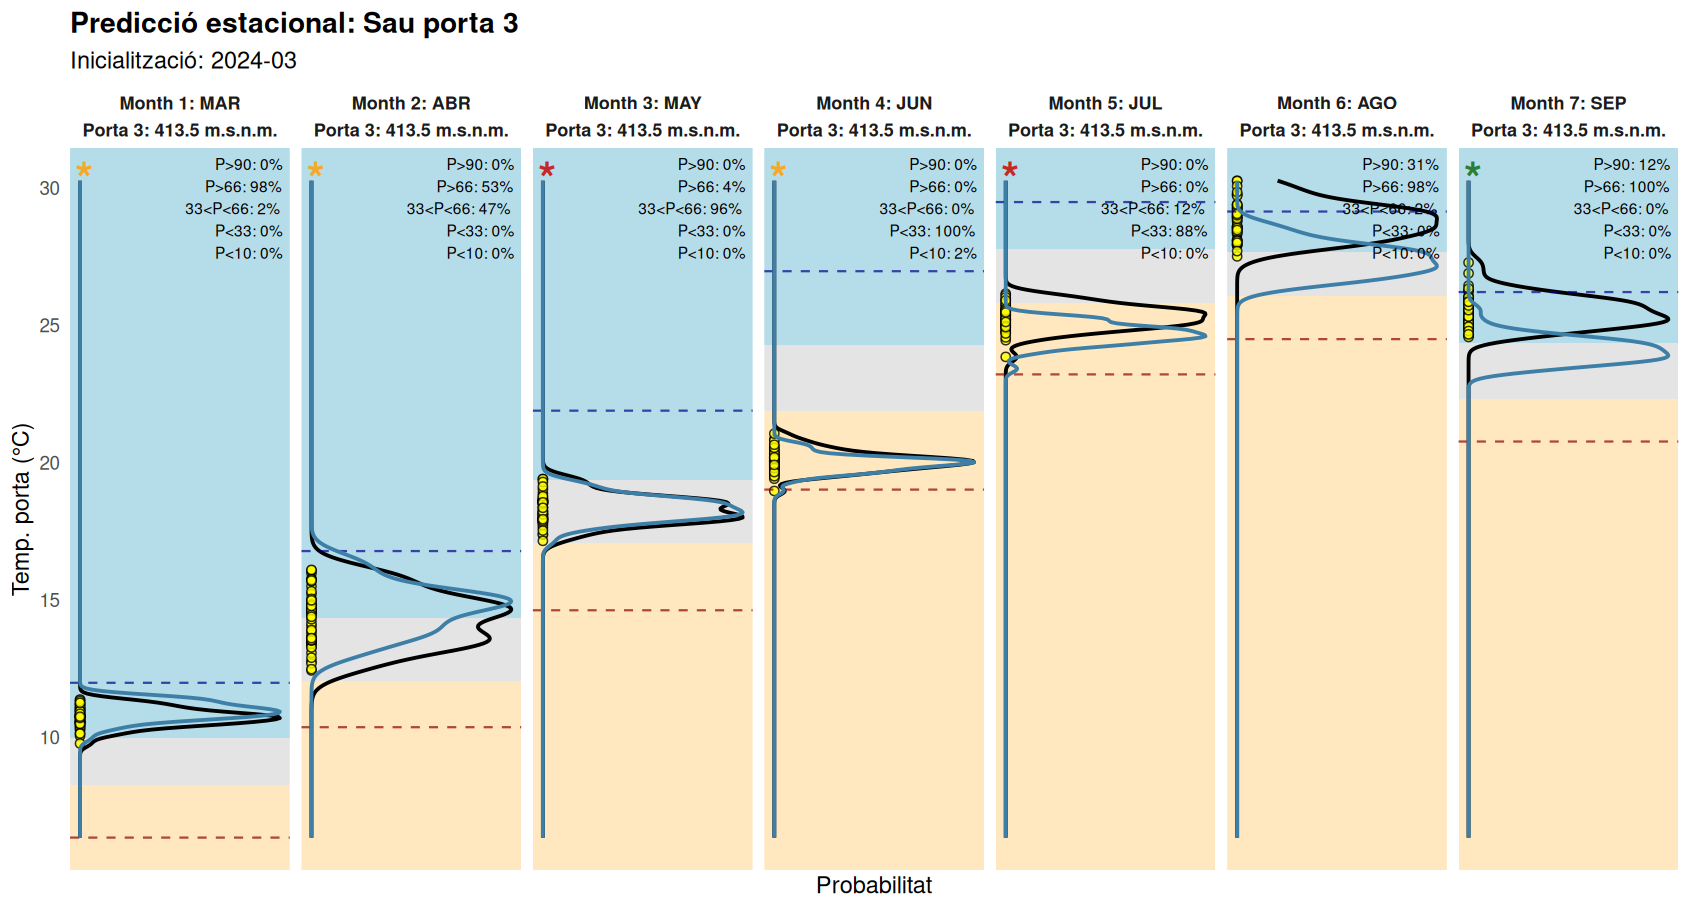 Predicció estacional: Sau porta 3
Inicialització: 2024-03
Month 1: MAR
Porta 3: 413.5 m.s.n.m.
Month 2: ABR
Porta 3: 413.5 m.s.n.m.
Month 3: MAY
Porta 3: 413.5 m.s.n.m.
Month 4: JUN
Porta 3: 413.5 m.s.n.m.
Month 5: JUL
Porta 3: 413.5 m.s.n.m.
Month 6: AGO
Porta 3: 413.5 m.s.n.m.
Month 7: SEP
Porta 3: 413.5 m.s.n.m.
*
P>90: 0%
P>66: 98%
33<P<66: 2%
P<33: 0%
P<10: 0%
*
P>90: 0%
P>66: 53%
33<P<66: 47%
P<33: 0%
P<10: 0%
*
P>90: 0%
P>66: 4%
33<P<66: 96%
P<33: 0%
P<10: 0%
*
P>90: 0%
P>66: 0%
33<P<66: 0%
P<33: 100%
P<10: 2%
*
P>90: 0%
P>66: 0%
33<P<66: 12%
P<33: 88%
P<10: 0%
P>90: 31%
P>66: 98%
33<P<66: 2%
P<33: 0%
P<10: 0%
*
P>90: 12%
P>66: 100%
33<P<66: 0%
P<33: 0%
P<10: 0%
30
25
20
15
10
Temp. porta (°C)
Probabilitat